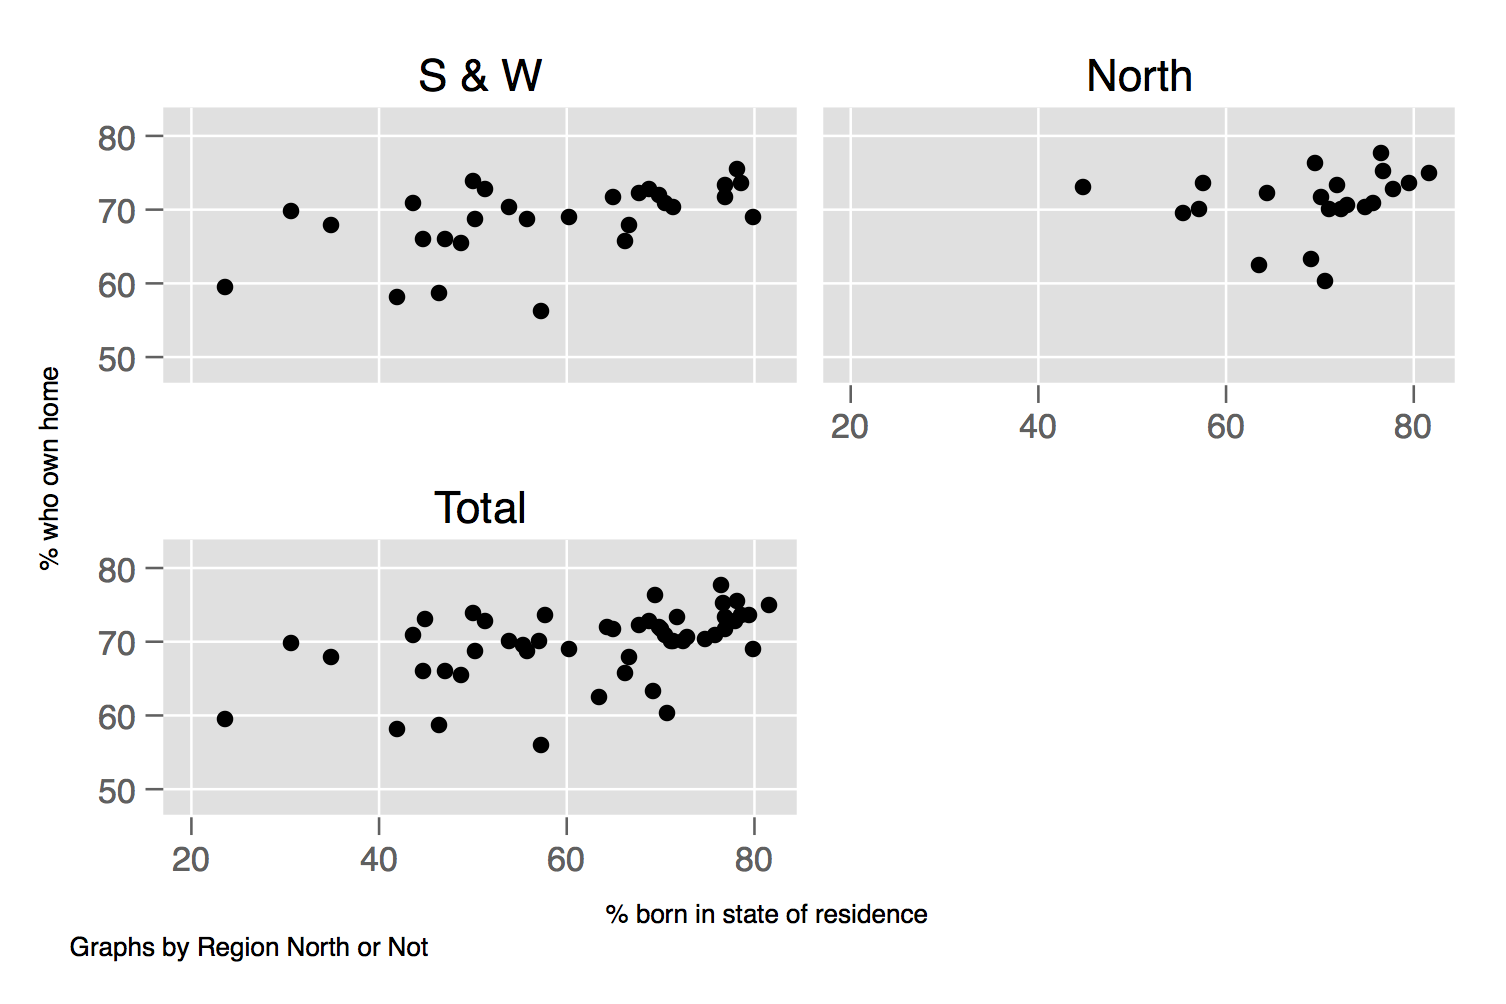 S & W
North
80
70
60
50
20 40 60 80
% who own home
Total
80
70
60
50
20 40 60 80
% born in state of residence
Graphs by Region North or Not